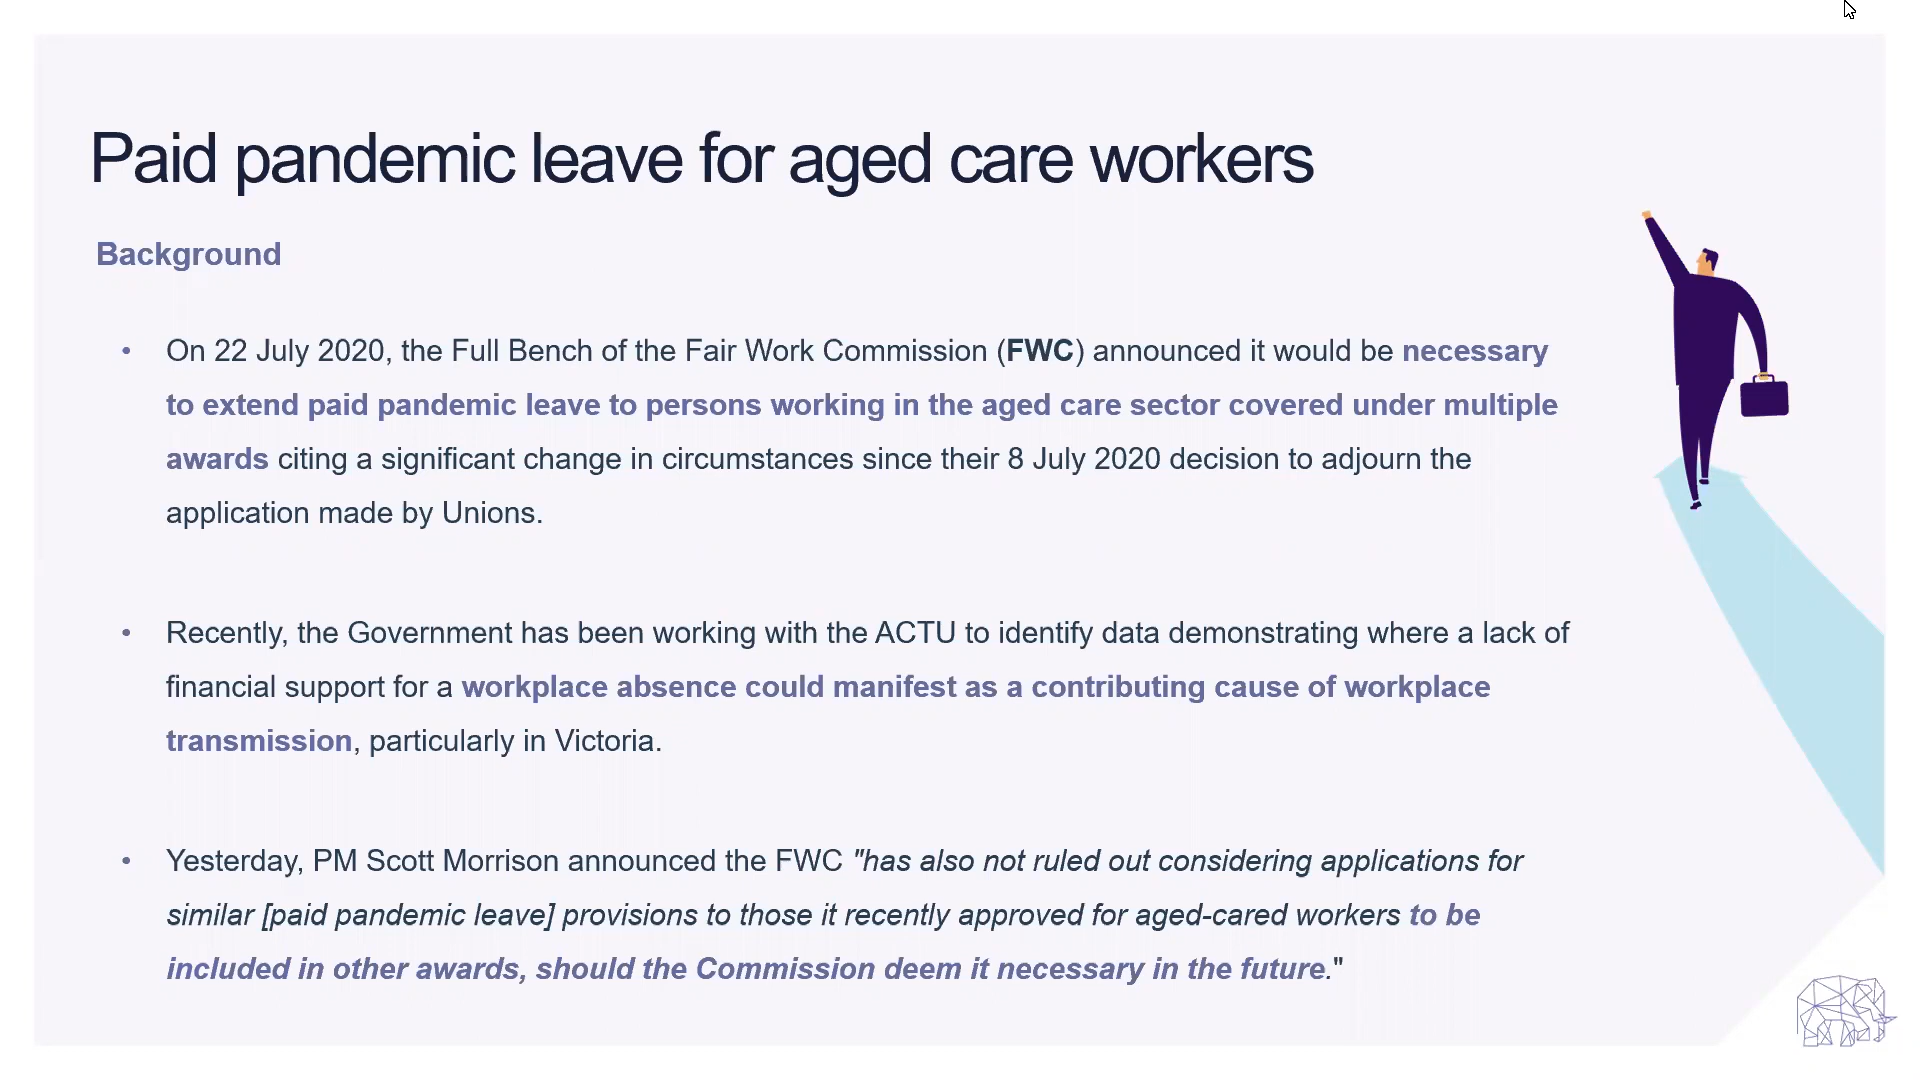 Paid pandemic leave for aged care workers
Background
• On 22 July 2020, the Full Bench of the Fair Work Commission (FWC) announced it would be necessary
to extend paid pandemic leave to persons working in the aged care sector covered under multiple
awards citing a significant change in circumstances since their 8 July 2020 decision to adjourn the
application made by Unions.
• Recently, the Government has been working with the ACTU to identify data demonstrating where a lack of
financial support for a workplace absence could manifest as a contributing cause of workplace
transmission, particularly in Victoria.
• Yesterday, PM Scott Morrison announced the FWC "has also not ruled out considering applications for
similar [paid pandemic leave] provisions to those it recently approved for aged-cared workers to be
included in other awards, should the Commission deem it necessary in the future."